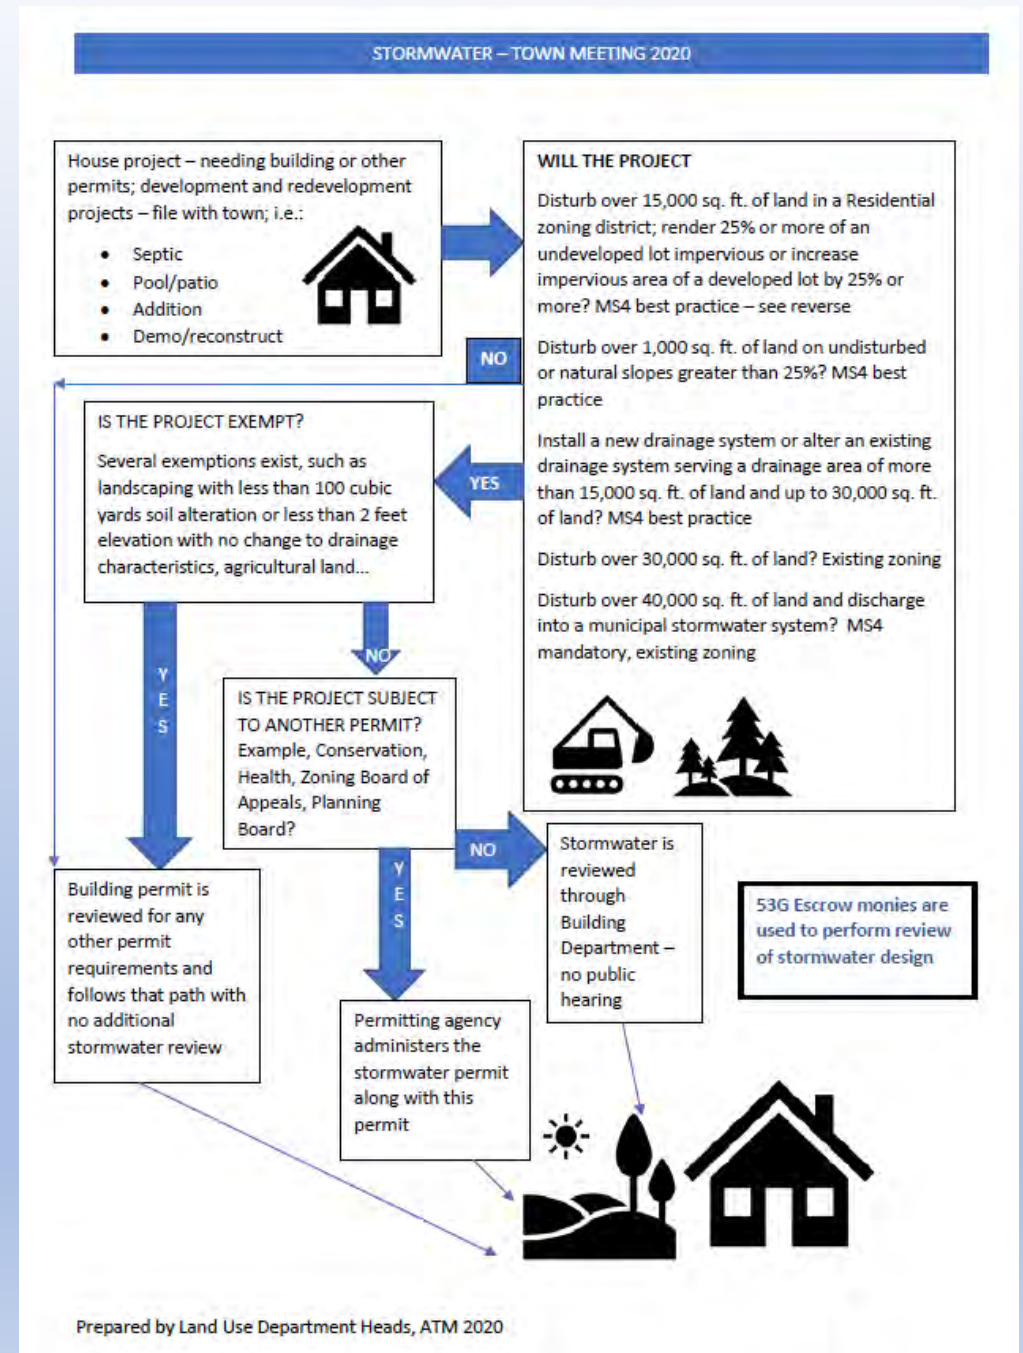 STORMWATER – TOWN MEETING 2020
House project – needing building or other
permits; development and redevelopment
projects – file with town; i.e.:
• Septic
• Pool/patio
• Addition
• Demo/reconstruct
WILL THE PROJECT
Disturb over 15,000 sq. ft. of land in a Residential
zoning district; render 25% or more of an
undeveloped lot impervious or increase
impervious area of a developed lot by 25% or
more? MS4 best practice – see reverse
Disturb over 1,000 sq. ft. of land on undisturbed
or natural slopes greater than 25%? MS4 best
practice
Install a new drainage system or alter an existing
drainage system serving a drainage area of more
than 15,000 sq. ft. of land and up to 30,000 sq. ft.
of land? MS4 best practice
Disturb over 30,000 sq. ft. of land? Existing zoning
Disturb over 40,000 sq. ft. of land and discharge
into a municipal stormwater system?  MS4
mandatory, existing zoning
NO
YES
IS THE PROJECT EXEMPT?
Several exemptions exist, such as
landscaping with less than 100 cubic
yards soil alteration or less than 2 feet
elevation with no change to drainage
characteristics, agricultural land...
Y
E
S
NO
IS THE PROJECT SUBJECT
TO ANOTHER PERMIT?
Example, Conservation,
Health, Zoning Board of
Appeals, Planning
Board?
NO
Y
E
S
Stormwater is
reviewed
through
Building
Department –
no public
hearing
53G Escrow monies are
used to perform review
of stormwater design
Building permit is
reviewed for any
other permit
requirements and
follows that path with
no additional
stormwater review
Permitting agency
administers the
stormwater permit
along with this
permit
Prepared by Land Use Department Heads, ATM 2020